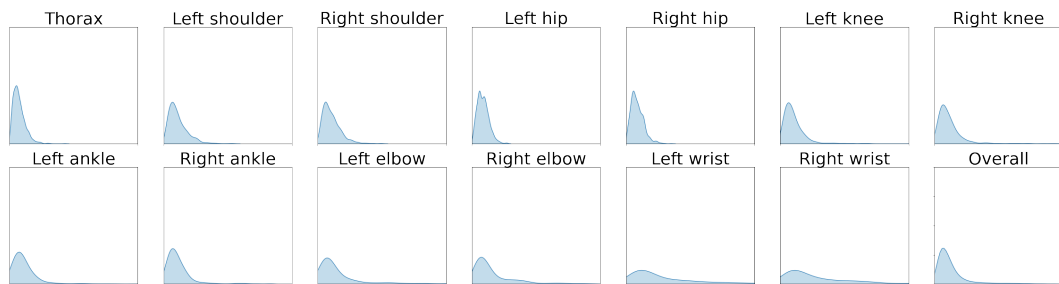 Thorax
Left shoulder
Right shoulder
Left hip
Right hip
Left knee
Right knee
Left ankle
Right ankle
Left elbow
Right elbow
Left wrist
Right wrist
Overall